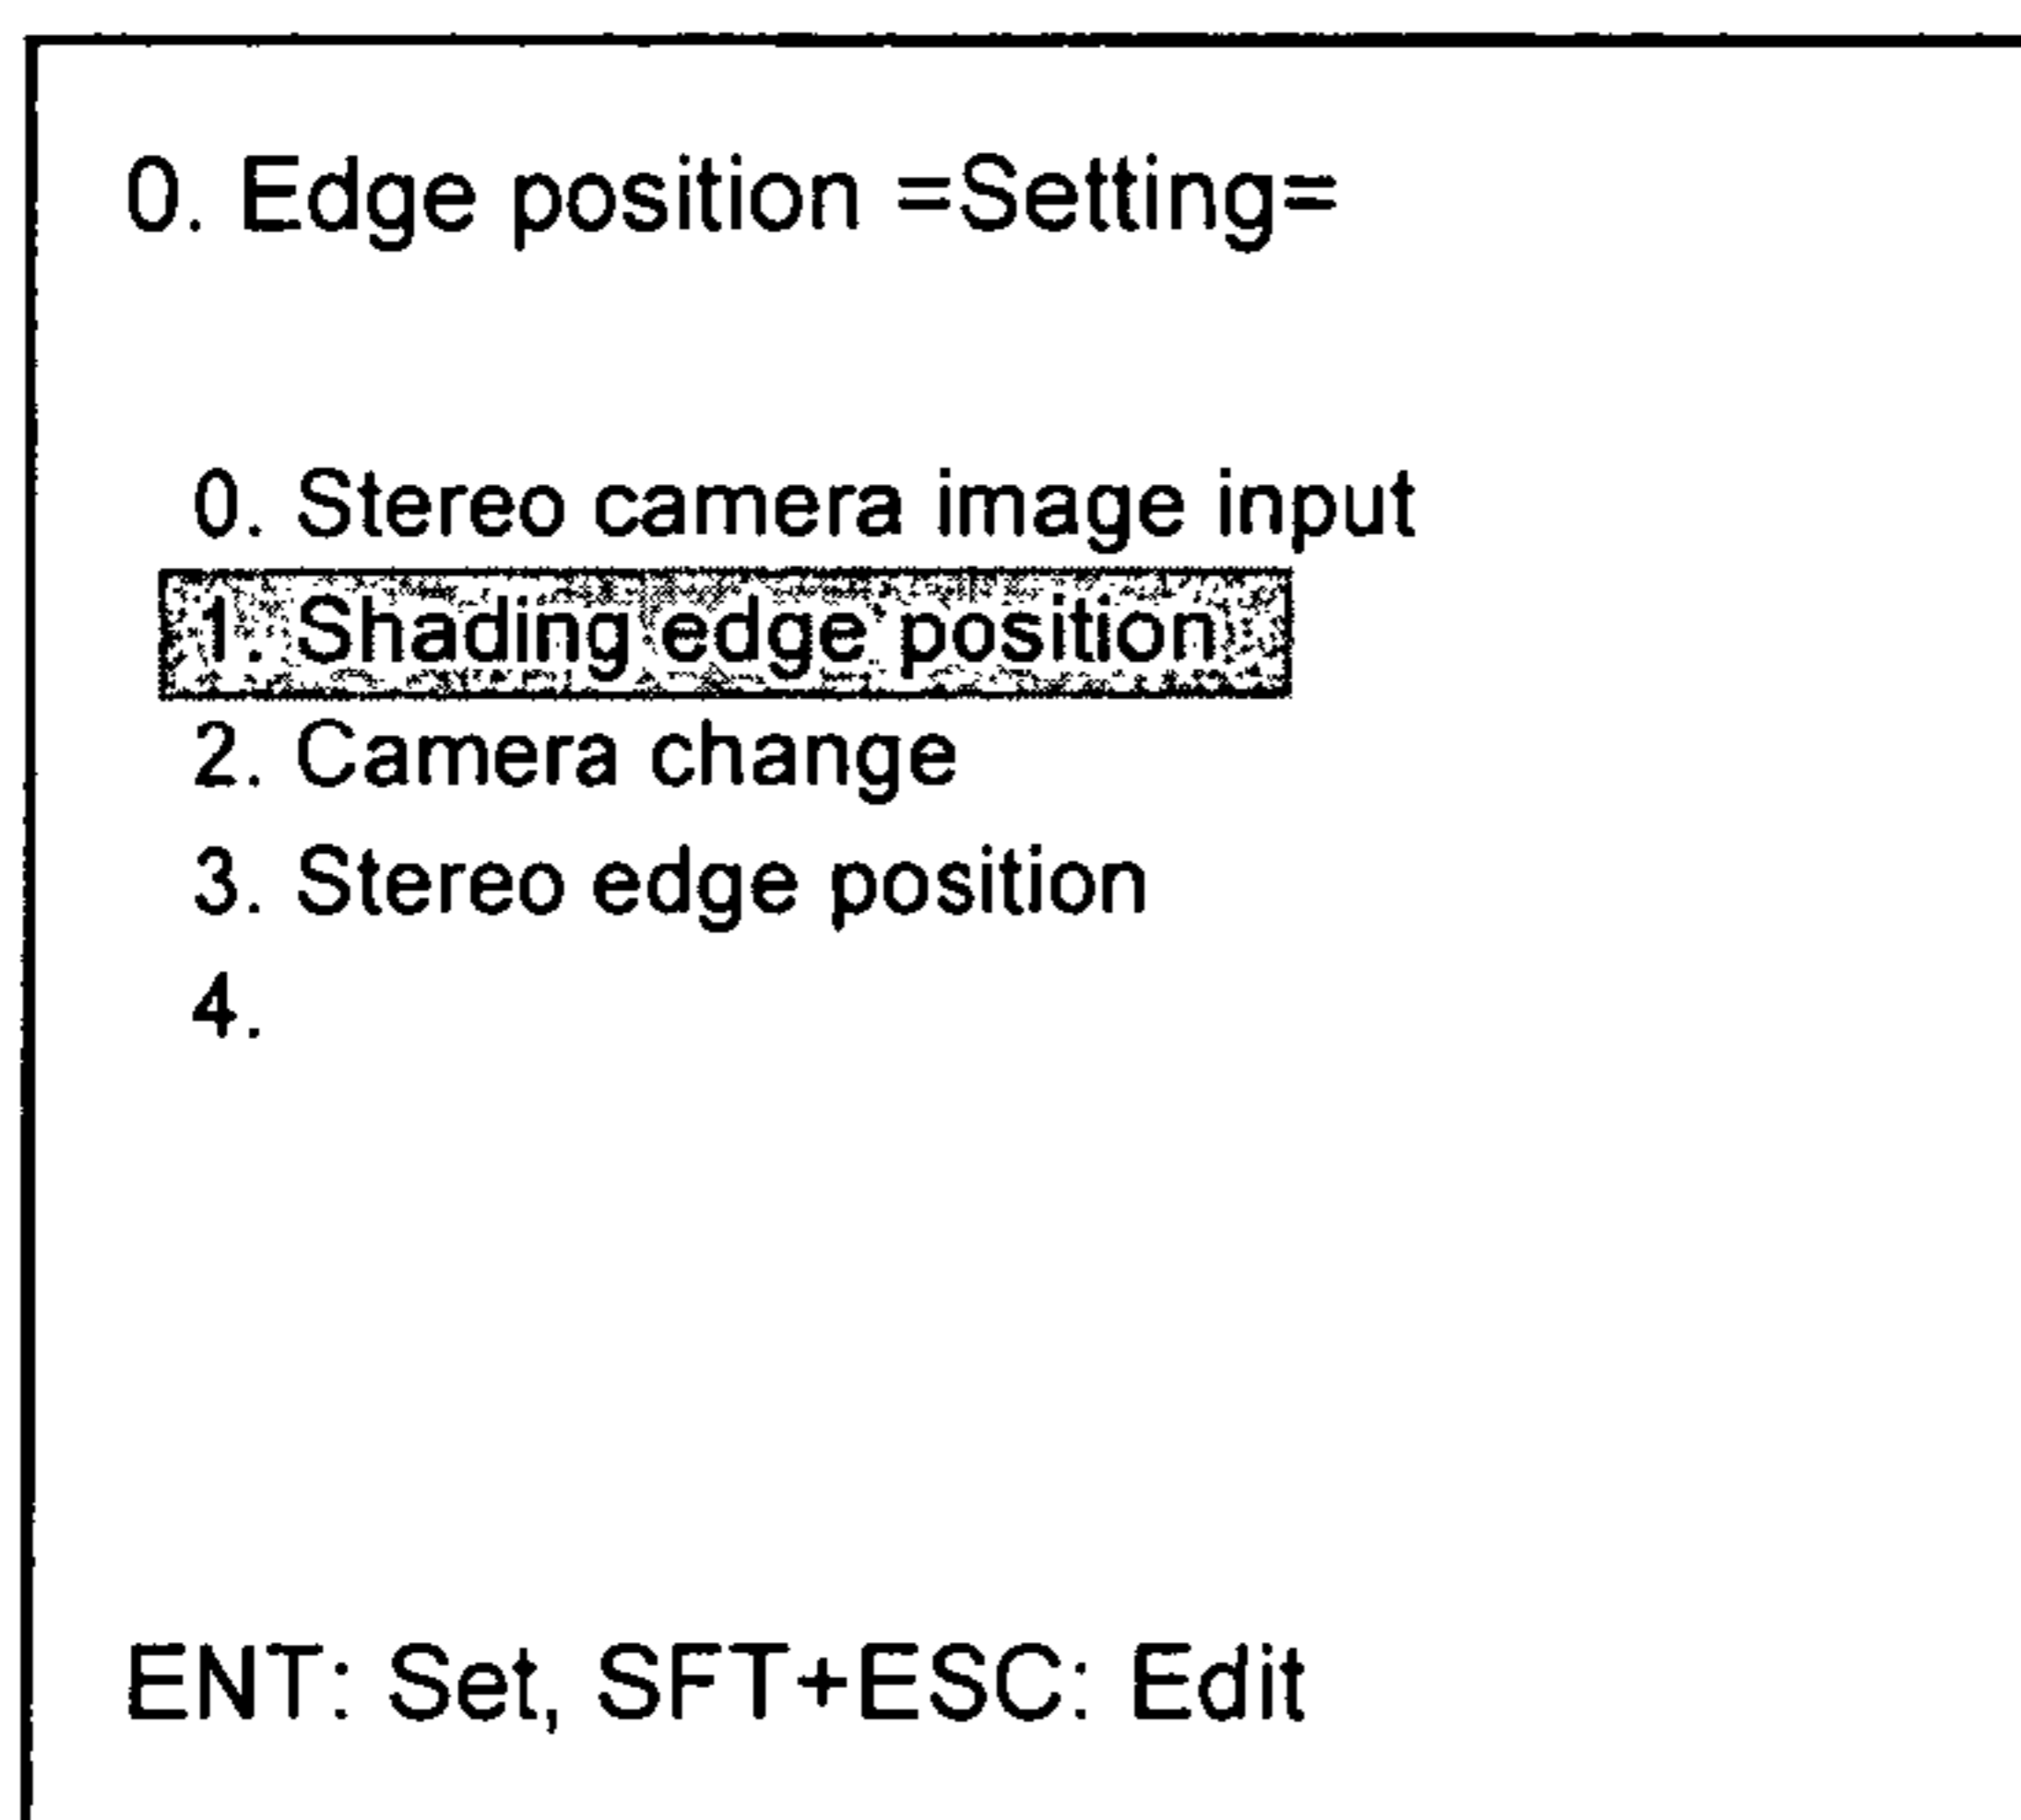 0. Edge position =Setting=
0. Stereo camera image input
1. Shading edge position
2. Camera change
3. Stereo edge position
4.
ENT: Set, SFT+ESC: Edit